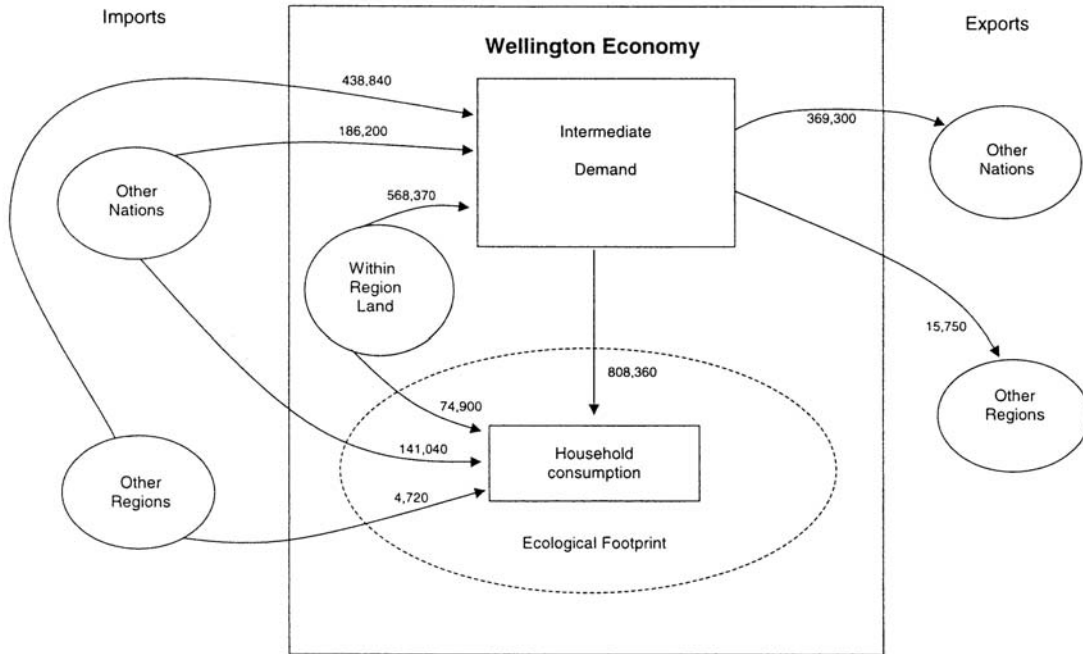 Imports
Exports
Wellington Economy
438,840
186,200
568,370
Intermediate
Demand
369,300
Other
Nations
Other
Nations
Within
Region
Land
15,750
808,360
74,900
141,040
4,720
Household
consumption
Other
Regions
Other
Regions
Ecological Footprint